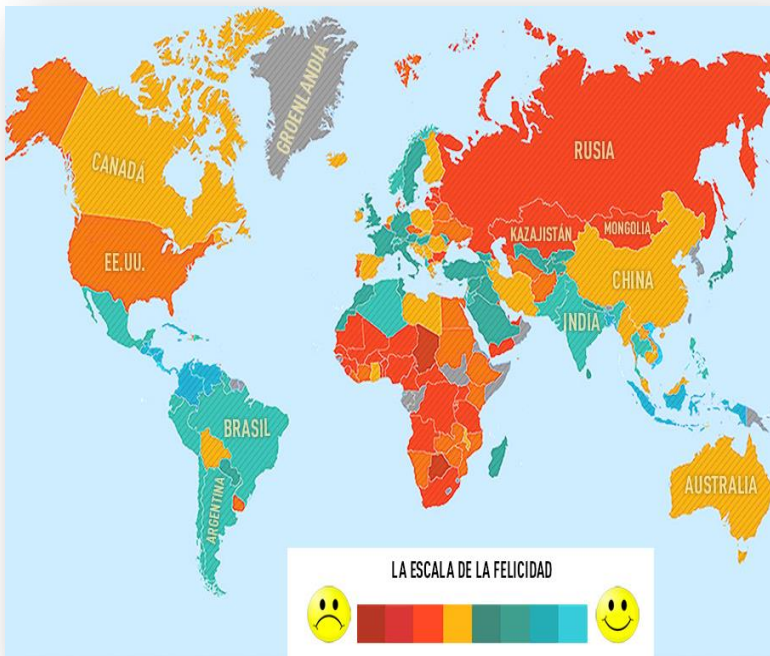 GROENLANDIA
CANADÁ
RUSIA
KAZAJISTÁN
MONGOLIA
EE.UU.
CHINA
INDIA
BRASIL
ARGENTINA
AUSTRALIA
LA ESCALA DE LA FELICIDAD